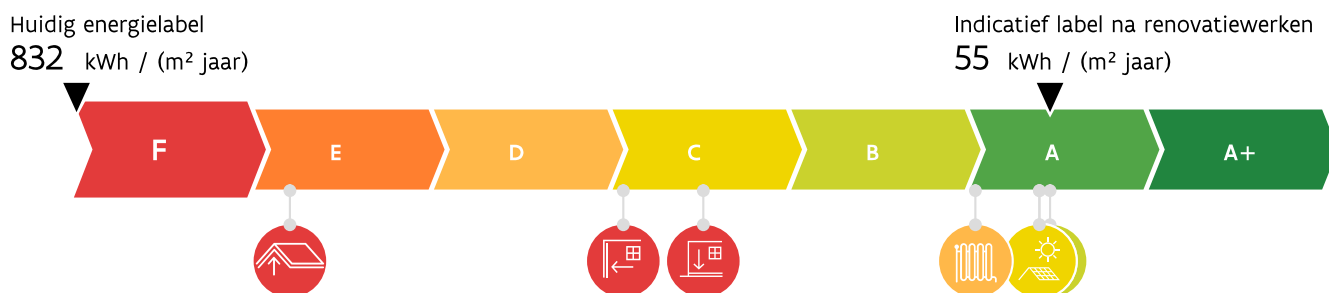 Huidig energielabel
832 kWh / (m² jaar)
Indicatief label na renovatiewerken
55 kWh / (m² jaar)
F E D C B A A+